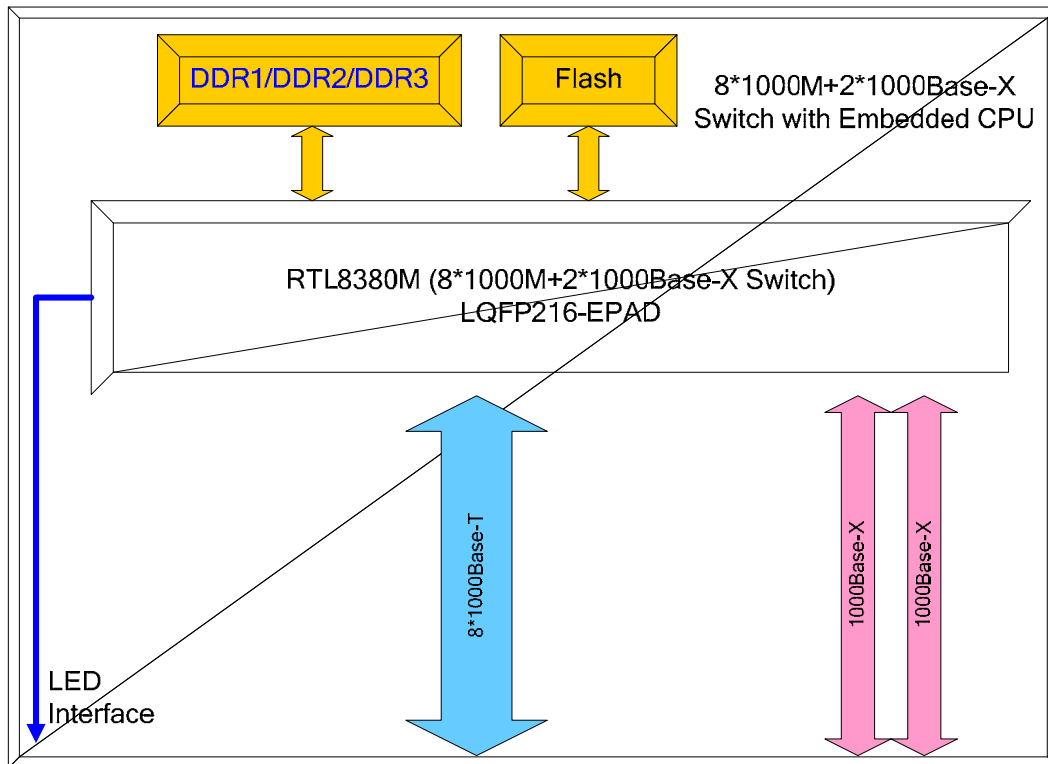 DDR1/DDR2/DDR3
Flash
8*1000M+2*1000Base-X
Switch with Embedded CPU
RTL8380M (8*1000M+2*1000Base-X Switch)
LQFP216-EPAD
8*1000Base-T
1000Base-X
1000Base-X
LED
Interface